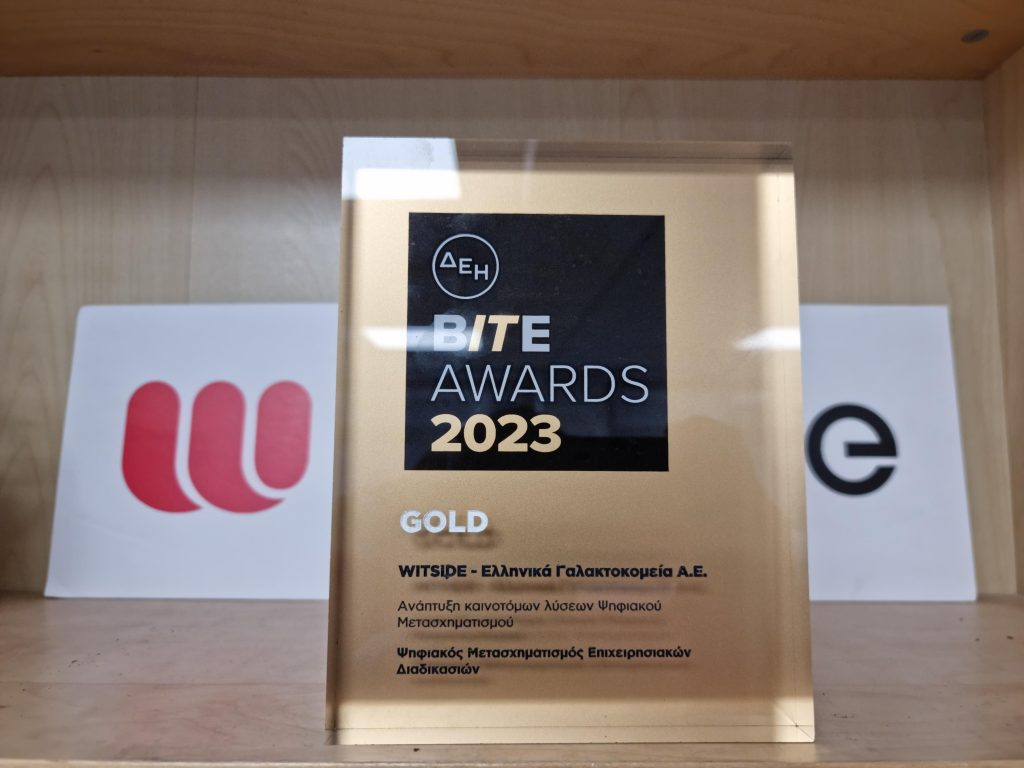 ΔΕΗ
BITE
AWARDS
2023
GOLD
WITSIDE - Ελληνικά Γαλακτοκομεία Α.Ε.
Ανάπτυξη καινοτόμων λύσεων Ψηφιακού
Μετασχηματισμού
Ψηφιακός Μετασχηματισμός Επιχειρησιακών
Διαδικασιών
w
e